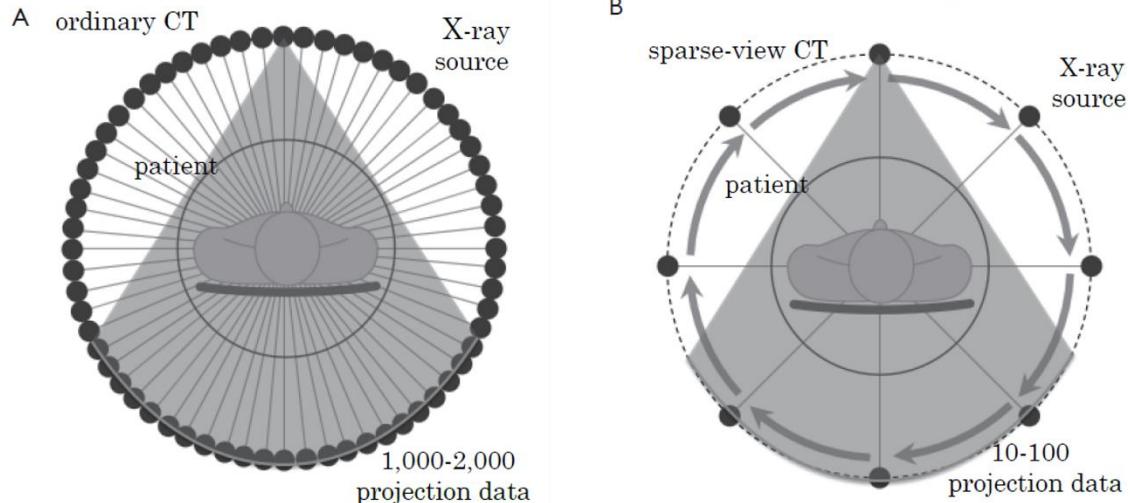 A
ordinary CT
X-ray
source
patient
1,000-2,000
projection data
B
sparse-view CT
X-ray
source
patient
10-100
projection data